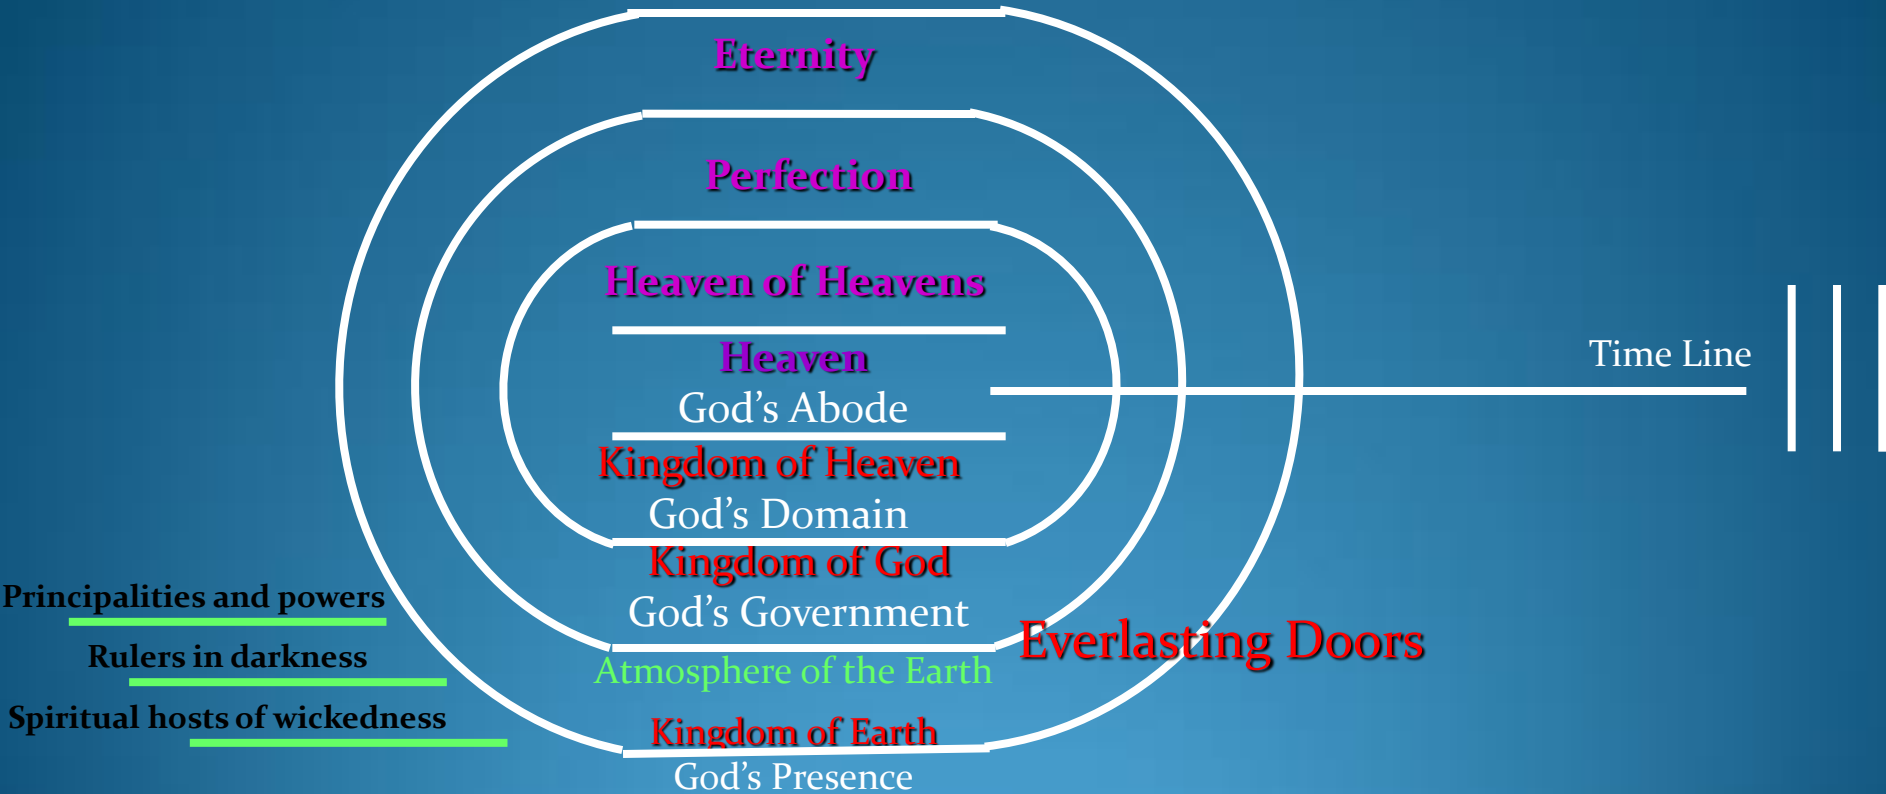 Eternity
Perfection
Heaven of Heavens
Heaven
God’s Abode
Time Line
Kingdom of Heaven
God’s Domain
Kingdom of God
God’s Government
Principalities and powers
Rulers in darkness
Spiritual hosts of wickedness
Everlasting Doors
Atmosphere of the Earth
Kingdom of Earth
God’s Presence